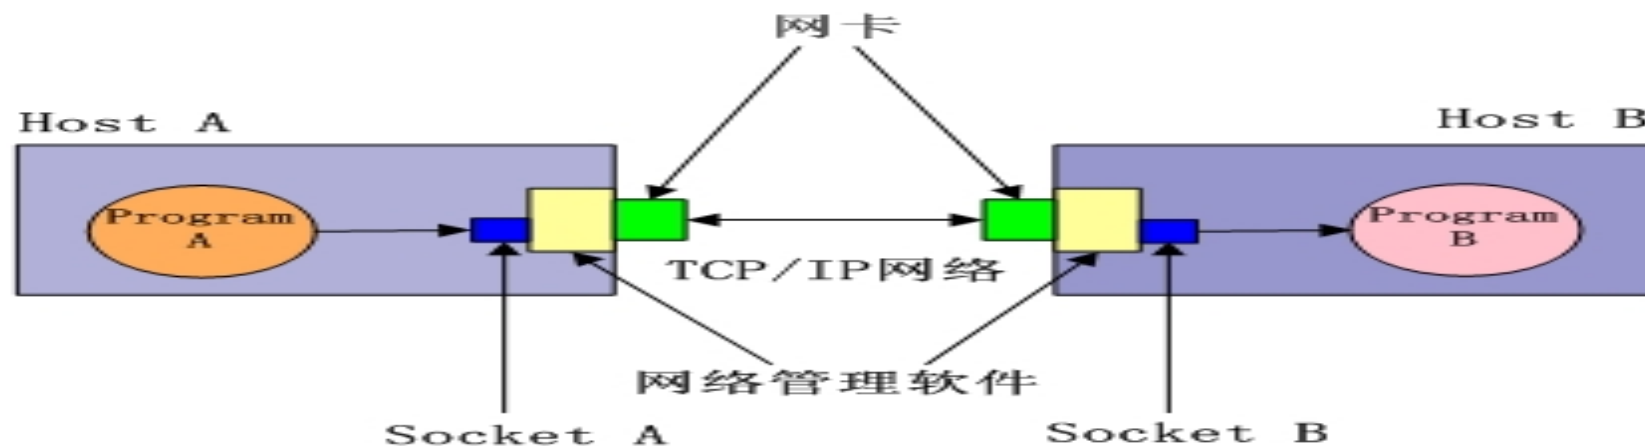 网卡
Host A
Host B
Program
A
Program
B
TCP/IP网络
网络管理软件
Socket A
Socket B